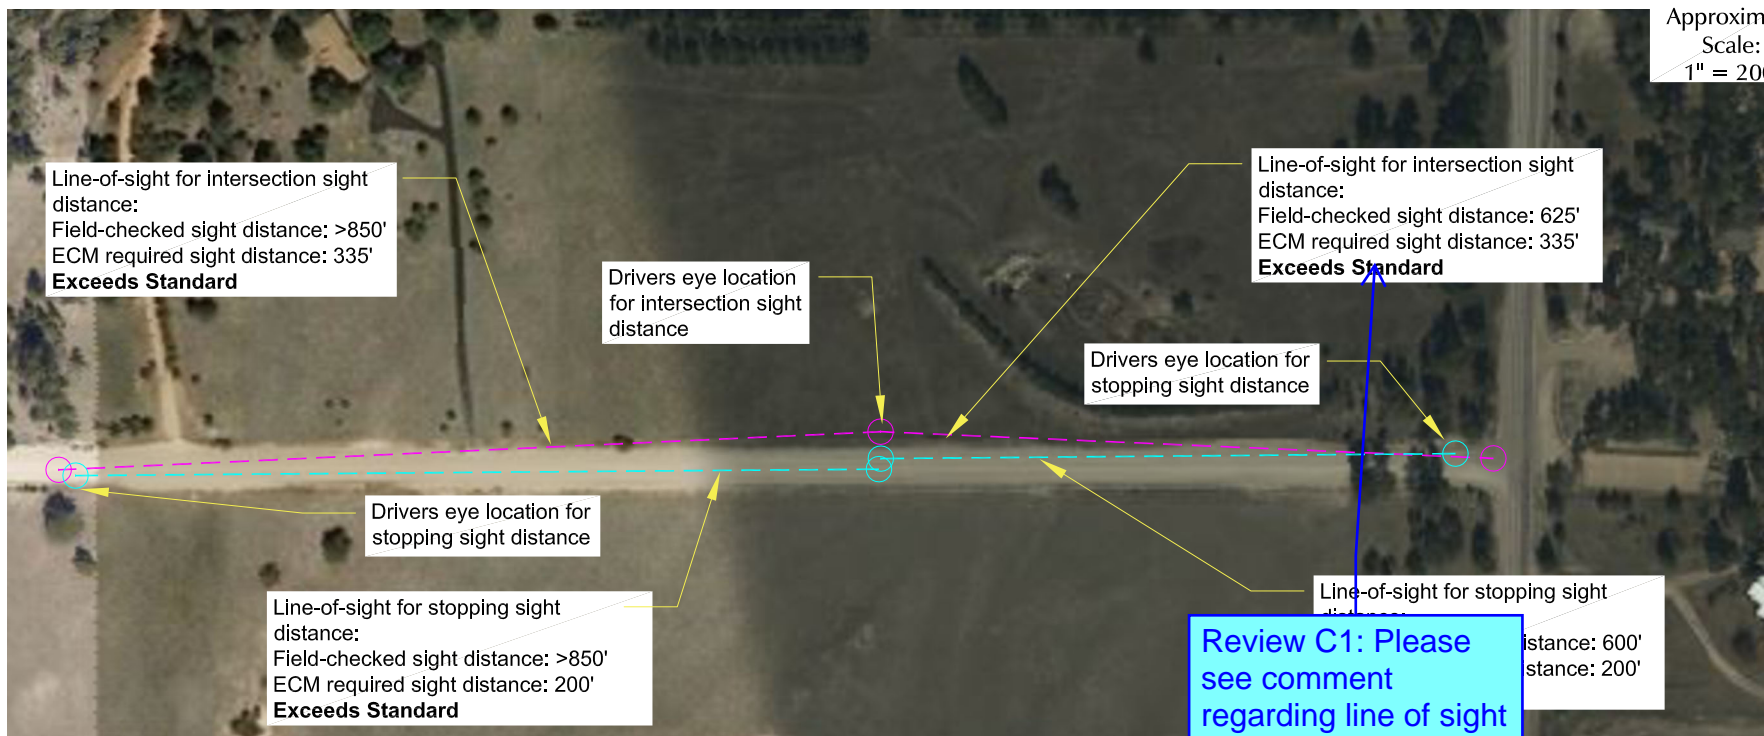 Approxim
Scale:
1" = 20
Line-of-sight for intersection sight
distance:
Field-checked sight distance: >850'
ECM required sight distance: 335'
Exceeds Standard
Drivers eye location
for intersection sight
distance
Line-of-sight for intersection sight
distance:
Field-checked sight distance: 625'
ECM required sight distance: 335'
Exceeds Standard
Drivers eye location for
stopping sight distance
Drivers eye location for
stopping sight distance
Line-of-sight for stopping sight
distance:
Field-checked sight distance: >850'
ECM required sight distance: 200'
Exceeds Standard
Line-of-sight for stopping sight
istance: 600'
istance: 200'
Review C1: Please
see comment
regarding line of sight